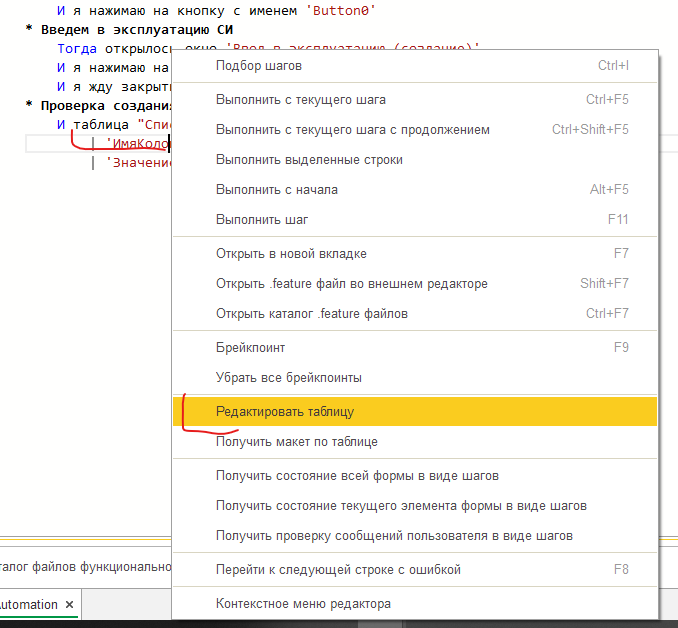 И я нажимаю на кнопку с именем 'Button0'
* Введем в эксплуатацию СИ
Тогда открылось окно 'Ввод в эксплуатацию (создание)'
И я нажимаю на
И я жду закрыт
* Проверка создания
И таблица "Спис
| 'ИмяКоло
| 'Значение
Подбор шагов Ctrl+I
Выполнить с текущего шага Ctrl+F5
Выполнить с текущего шага с продолжением Ctrl+Shift+F5
Выполнить выделенные строки
Выполнить с начала Alt+F5
Выполнить шаг F11
Открыть в новой вкладке F7
Открыть .feature файл во внешнем редакторе Shift+F7
Открыть каталог .feature файлов Ctrl+F7
Брейкпоинт F9
Убрать все брейкпоинты
Редактировать таблицу
Получить макет по таблице
Получить состояние всей формы в виде шагов
Получить состояние текущего элемента формы в виде шагов
Получить проверку сообщений пользователя в виде шагов
Перейти к следующей строке с ошибкой F8
Контекстное меню редактора
талог файлов функционально
utomation ×